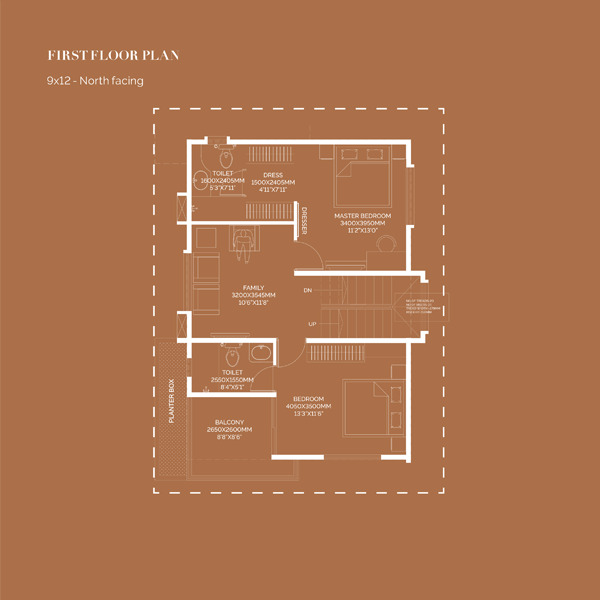 FIRST FLOOR PLAN
9x12 - North facing
TOILET
1600X2405MM
5'3"X7'11"
DRESS
1500X2405MM
4'11"X7'11"
DRESSER
MASTER BEDROOM
3400X3950MM
11'2"X13'0"
FAMILY
3200X3545MM
10'6"X11'8"
DN
UP
TOILET
2550X1550MM
8'4"X5'1"
BEDROOM
4050X3500MM
13'3"X11'6"
PLANTER BOX
BALCONY
2650X2600MM
8'8"X8'6"